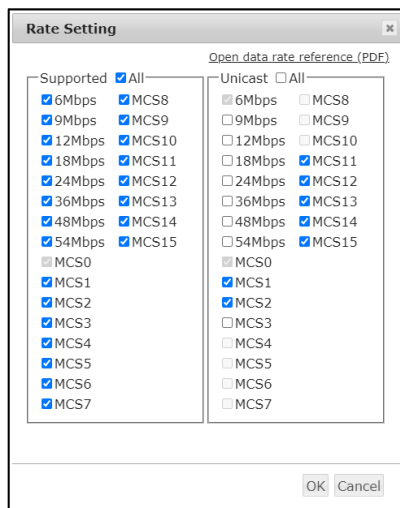 Rate Setting
Open data rate reference (PDF)
Supported All
6Mbps MCS8
9Mbps MCS9
12Mbps MCS10
18Mbps MCS11
24Mbps MCS12
36Mbps MCS13
48Mbps MCS14
54Mbps MCS15
MCS0
MCS1
MCS2
MCS3
MCS4
MCS5
MCS6
MCS7
Unicast All
6Mbps MCS8
9Mbps MCS9
12Mbps MCS10
18Mbps MCS11
24Mbps MCS12
36Mbps MCS13
48Mbps MCS14
54Mbps MCS15
MCS0
MCS1
MCS2
MCS3
MCS4
MCS5
MCS6
MCS7
OK Cancel